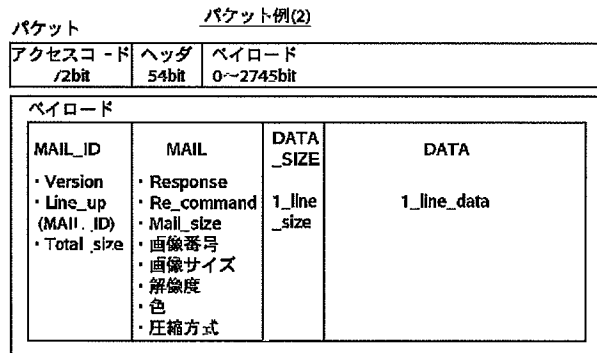 パケット例(2)
パケット
アクセスコ -ド
/2bit
ヘッダ
54bit
ペイロード
0～2745bit
ペイロード
MAIL_ID
・Version
・Line_up
(MAIL_ID)
・Total_size
MAIL
・Response
・Re_command
・Mail_size
・画像番号
・画像サイズ
・解像度
・色
・圧縮方式
DATA
_SIZE
1_line
_size
DATA
1_line_data